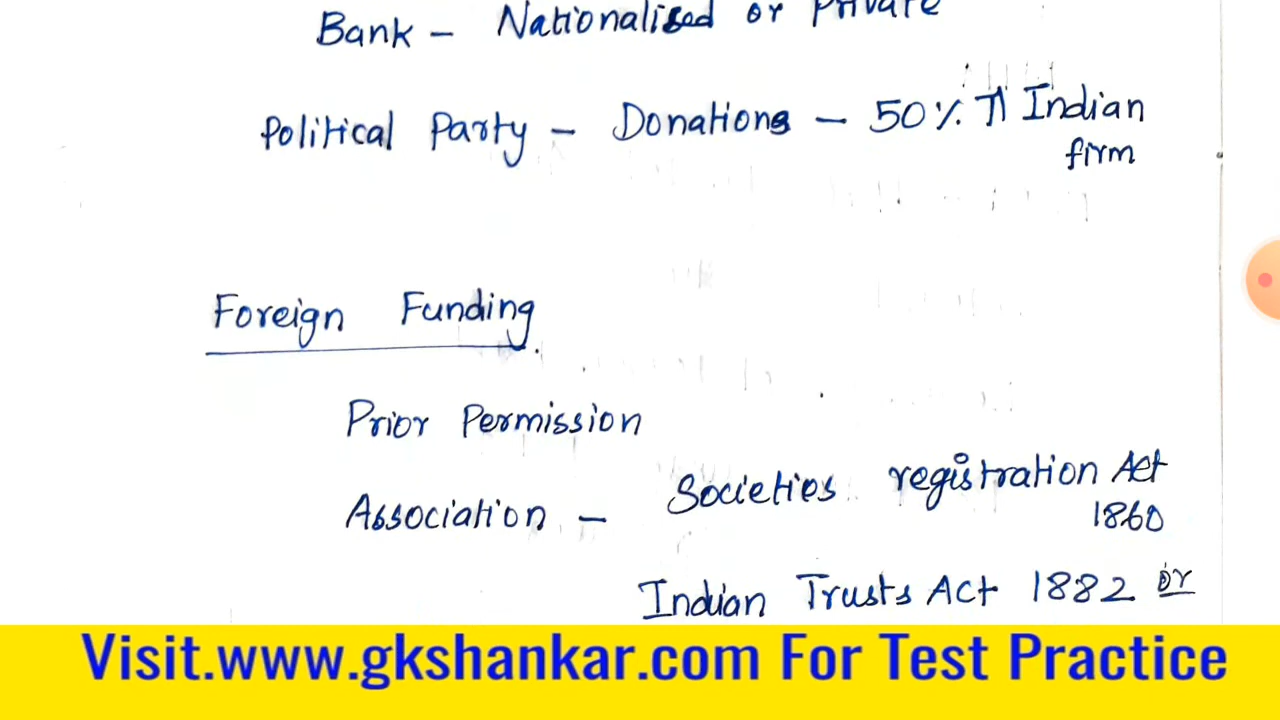 Bank - Nationalised or Private
Political Party - Donations - 50% ↑ Indian
firm
Foreign Funding.
Prior Permission
Association - Societies registration Act
1860
Indian Trusts Act 1882 or
Visit.www.gkshankar.com For Test Practice